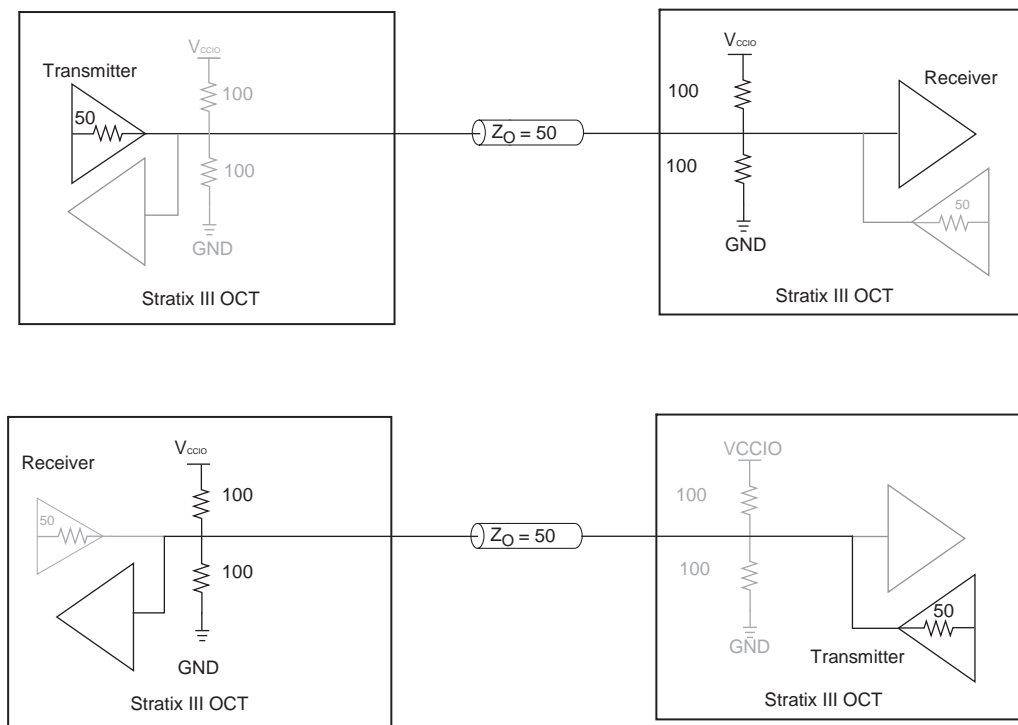 VCCIO
Transmitter
100
50
100
GND
Stratix III OCT
ZO = 50
VCCIO
Receiver
100
100
50
GND
Stratix III OCT
VCCIO
Receiver
100
50
100
GND
Stratix III OCT
ZO = 50
VCCIO
100
100
50
GND
Transmitter
Stratix III OCT